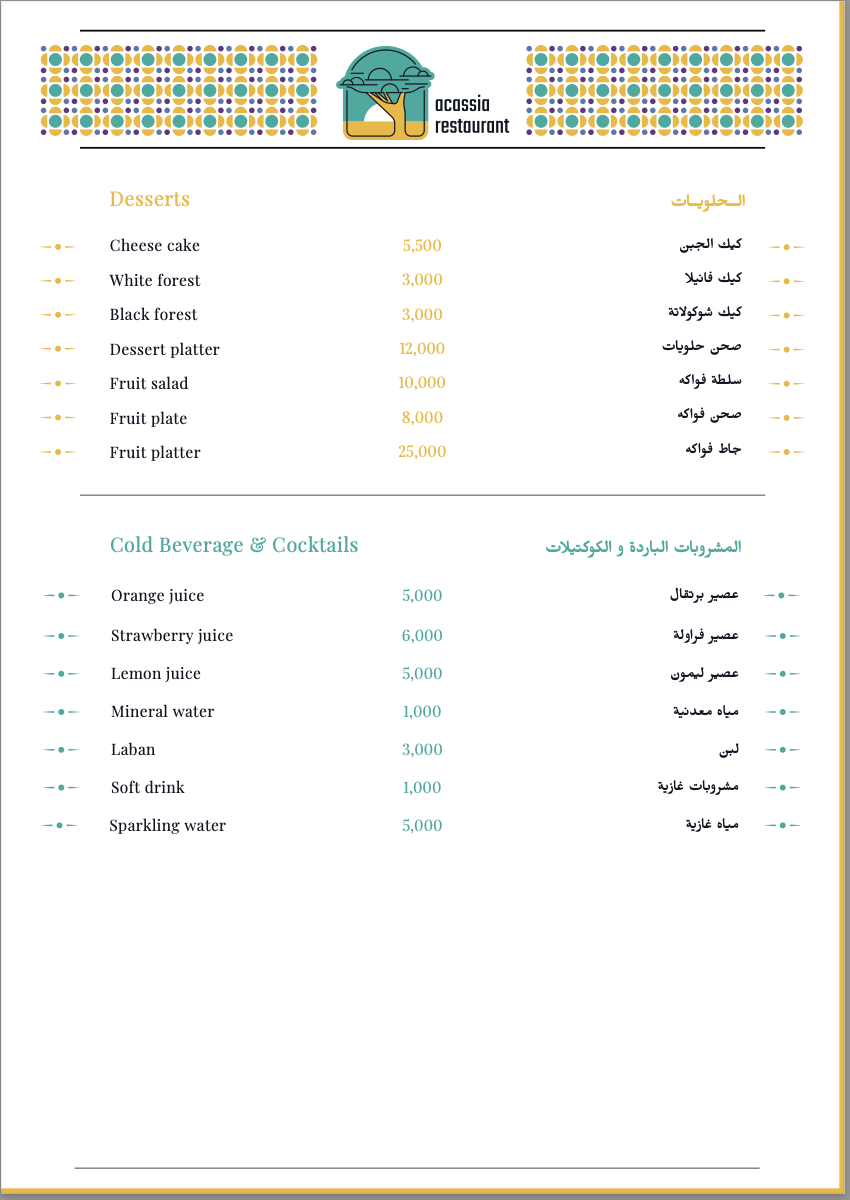 acassia
restaurant
Desserts الـحلويـات
Cheese cake 5,500 كيك الجبن
White forest 3,000 كيك فانيلا
Black forest 3,000 كيك شوكولاتة
Dessert platter 12,000 صحن حلويات
Fruit salad 10,000 سلطة فواكه
Fruit plate 8,000 صحن فواكه
Fruit platter 25,000 جاط فواكه
Cold Beverage & Cocktails المشروبات الباردة و الكوكتيلات
Orange juice 5,000 عصير برتقال
Strawberry juice 6,000 عصير فراولة
Lemon juice 5,000 عصير ليمون
Mineral water 1,000 مياه معدنية
Laban 3,000 لبن
Soft drink 1,000 مشروبات غازية
Sparkling water 5,000 مياه غازية